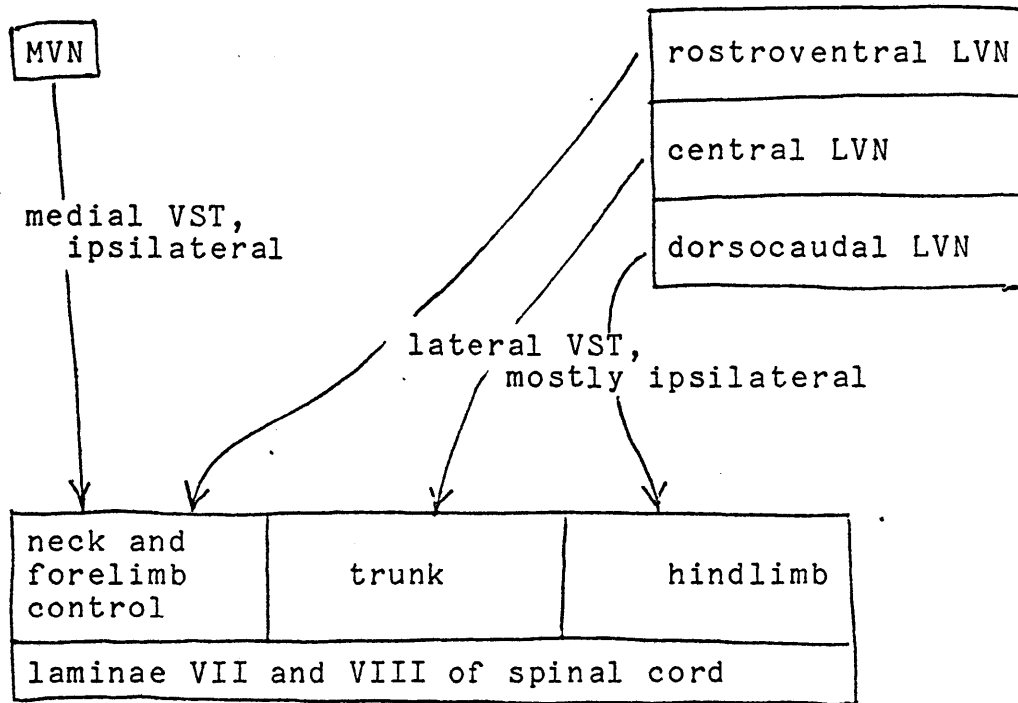 MVN
rostroventral LVN
central LVN
dorsocaudal LVN
medial VST,
ipsilateral
lateral VST,
mostly ipsilateral
neck and
forelimb
control
trunk
hindlimb
laminae VII and VIII of spinal cord